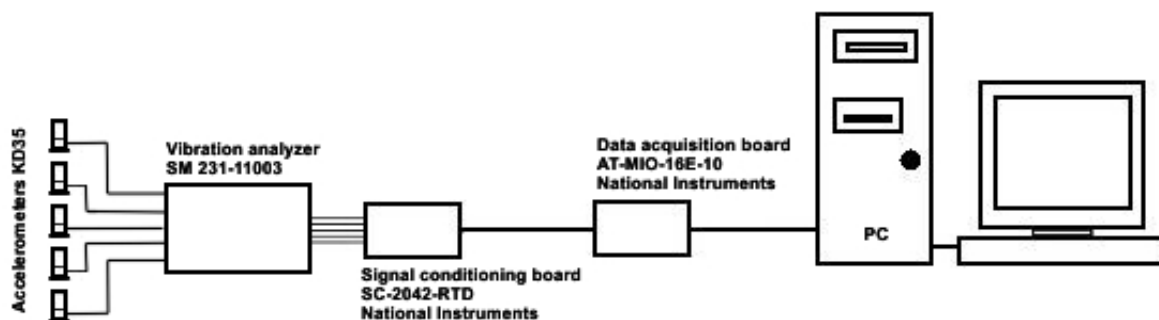 Accelerometers KD35
Vibration analyzer
SM 231-11003
Signal conditioning board
SC-2042-RTD
National Instruments
Data acquisition board
AT-MIO-16E-10
National Instruments
PC